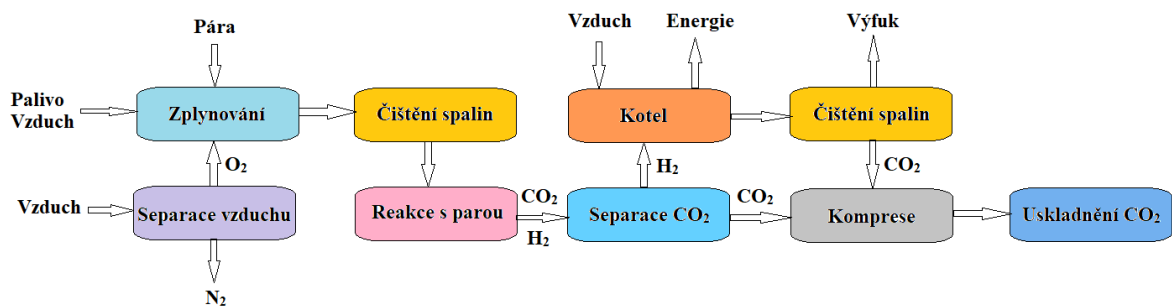 Pára
Vzduch
Energie
Výfuk
Palivo
Vzduch
Zplynování
Čištění spalin
Kotel
Čištění spalin
O₂
H₂
CO₂
Vzduch
Separace vzduchu
Reakce s parou
CO₂
H₂
Separace CO₂
CO₂
Komprese
Uskladnění CO₂
N₂